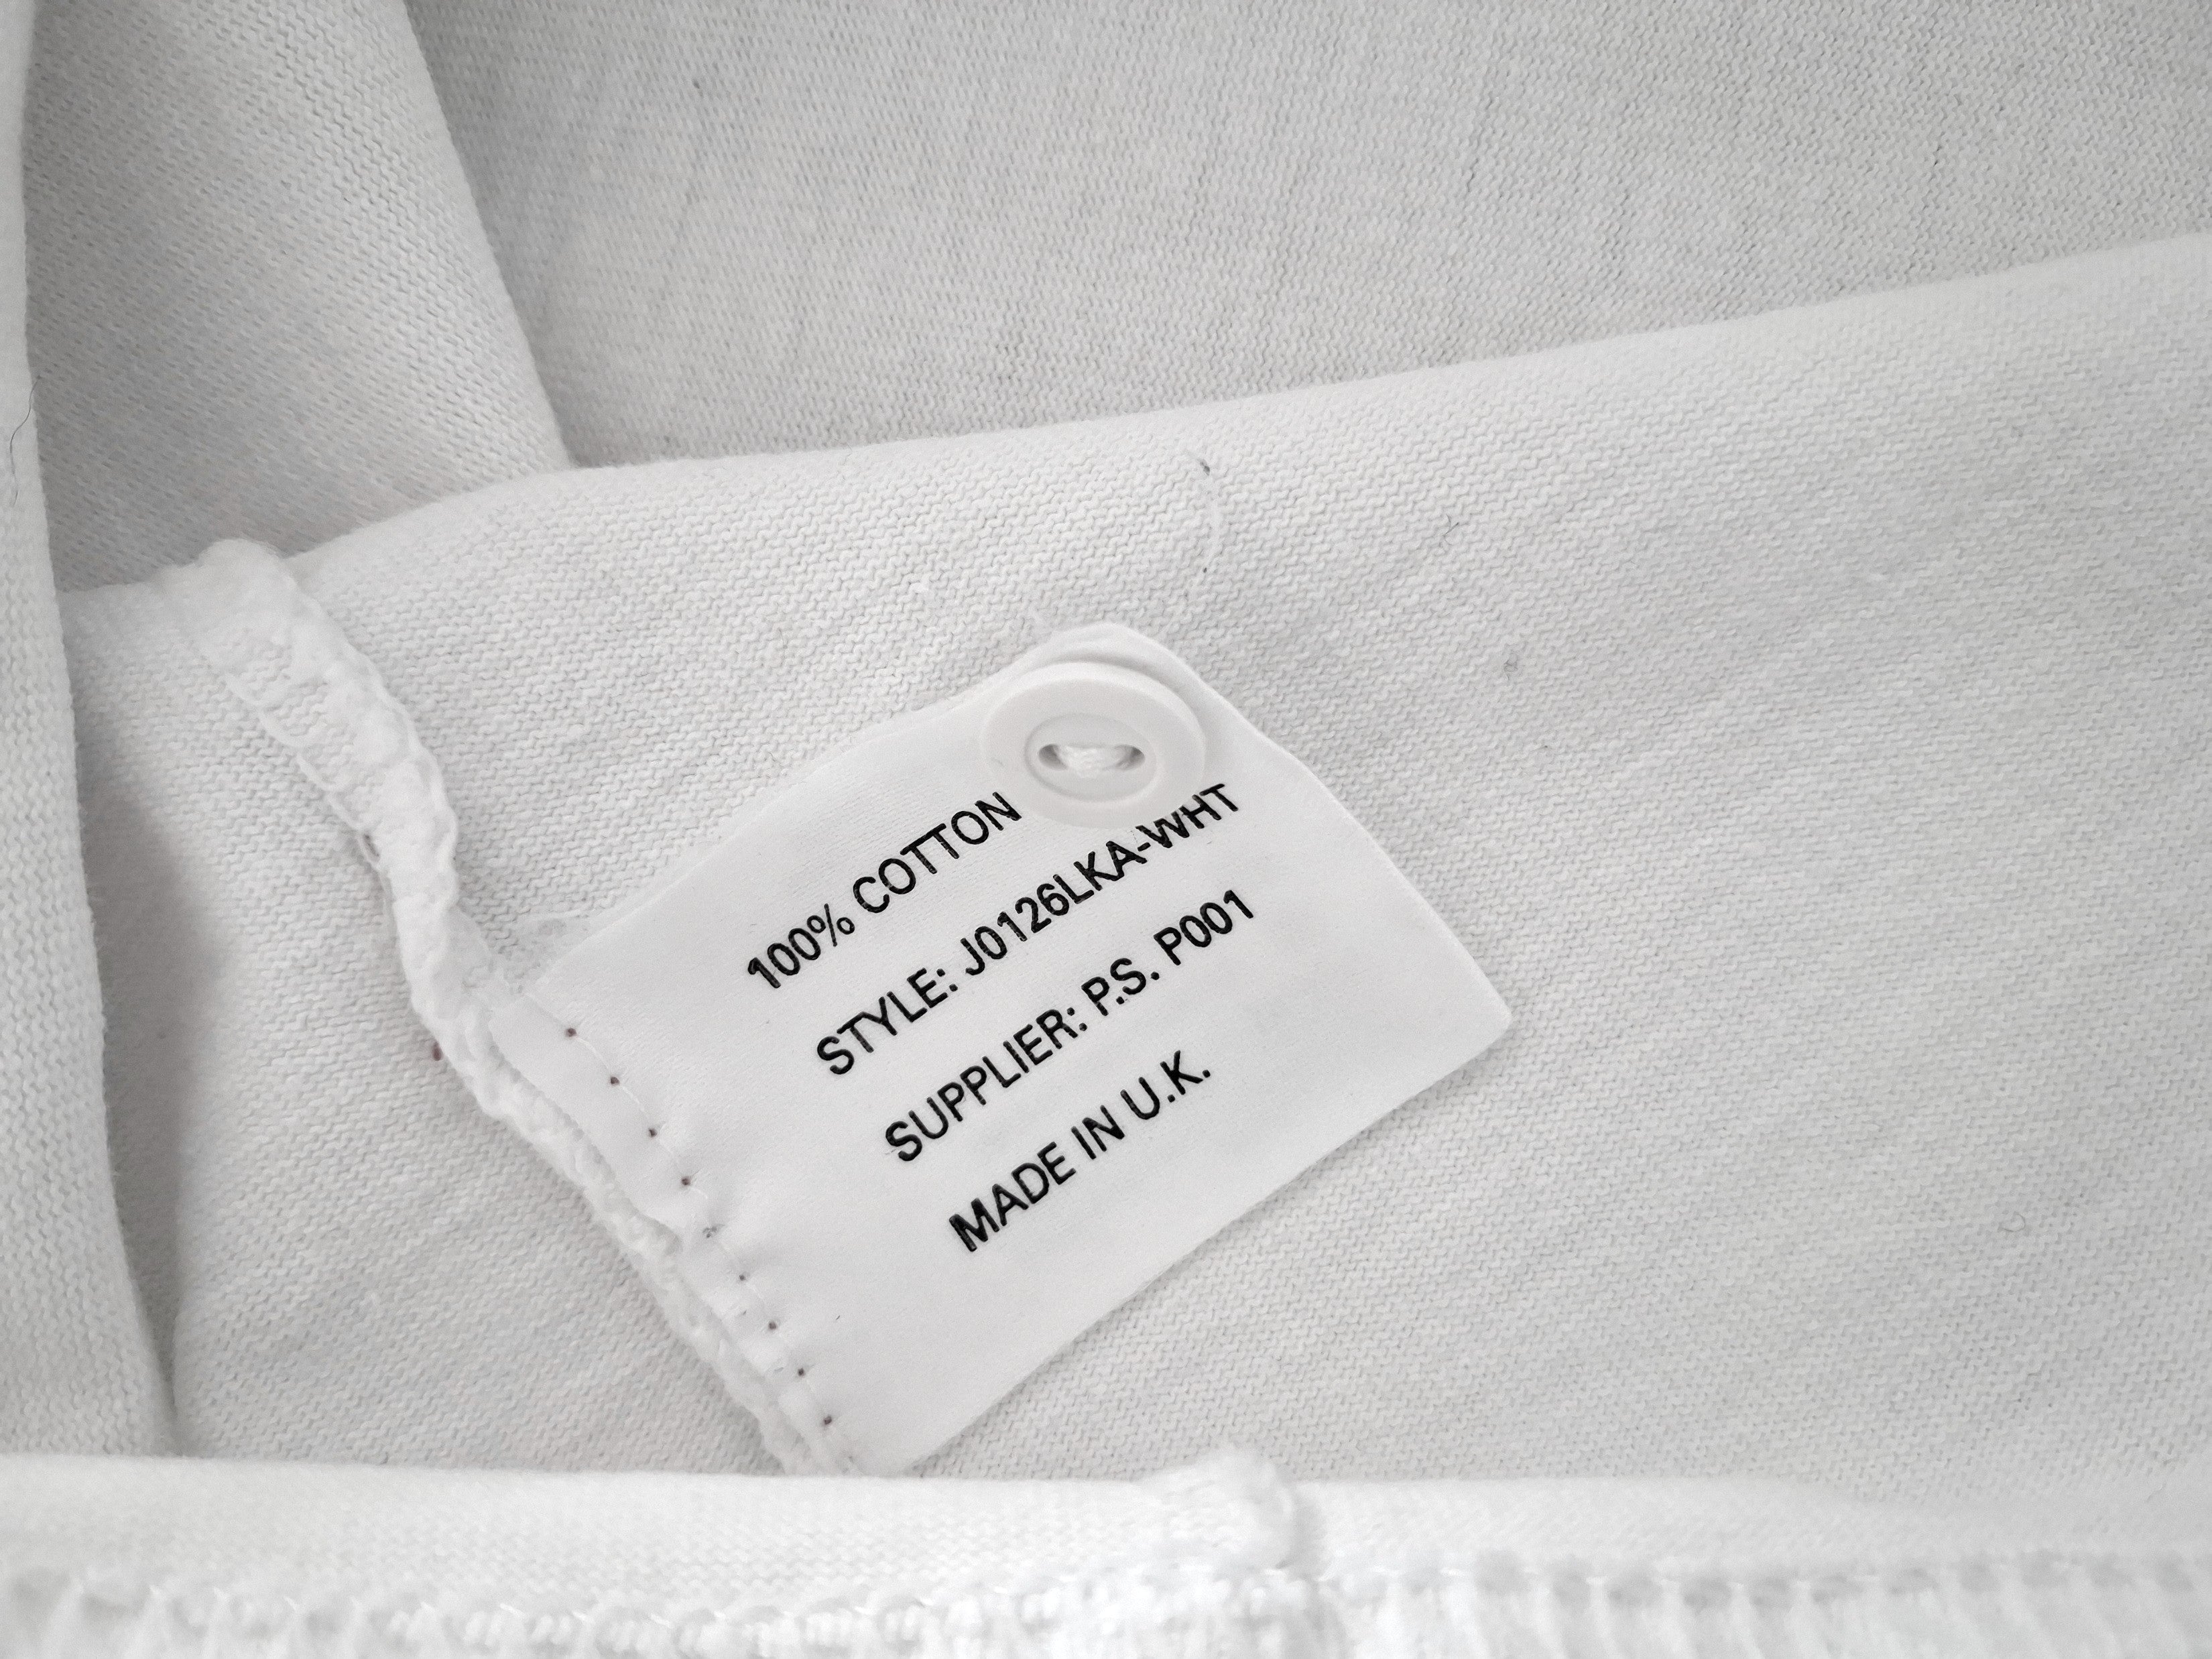 100% COTTON
STYLE: J0126LKA-WHT
SUPPLIER: P.S. P001
MADE IN U.K.